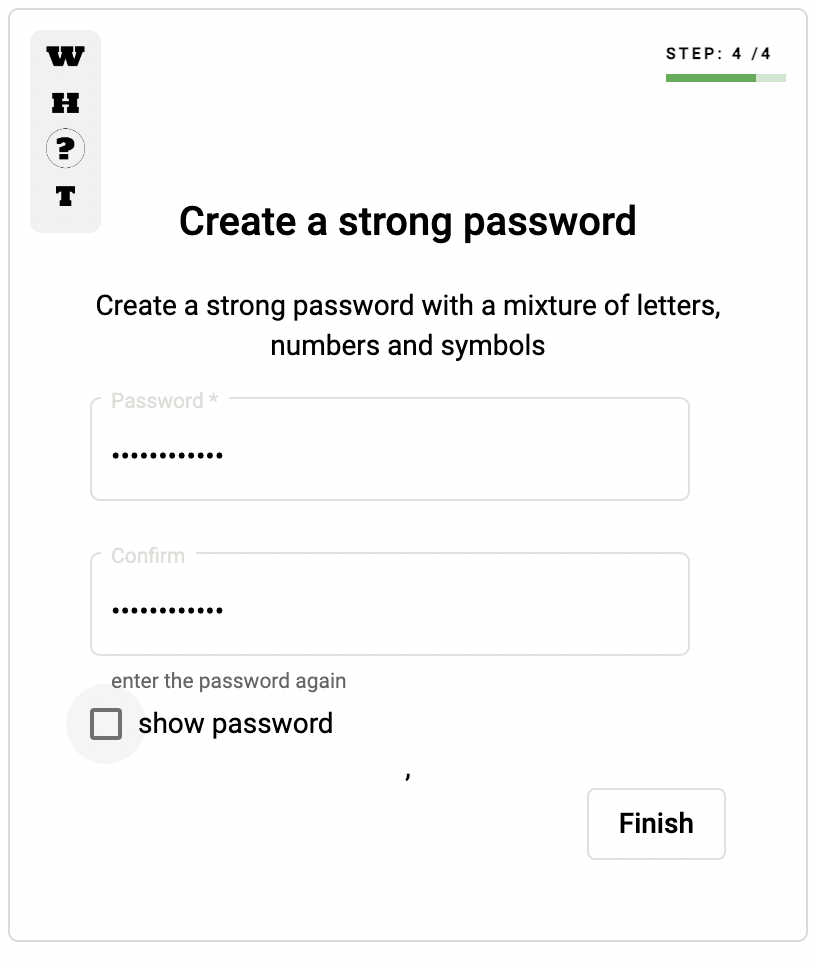 W
H
?
T
STEP: 4 /4
Create a strong password
Create a strong password with a mixture of letters,
numbers and symbols
Password *
••••••••••••
Confirm
••••••••••••
enter the password again
show password
,
Finish